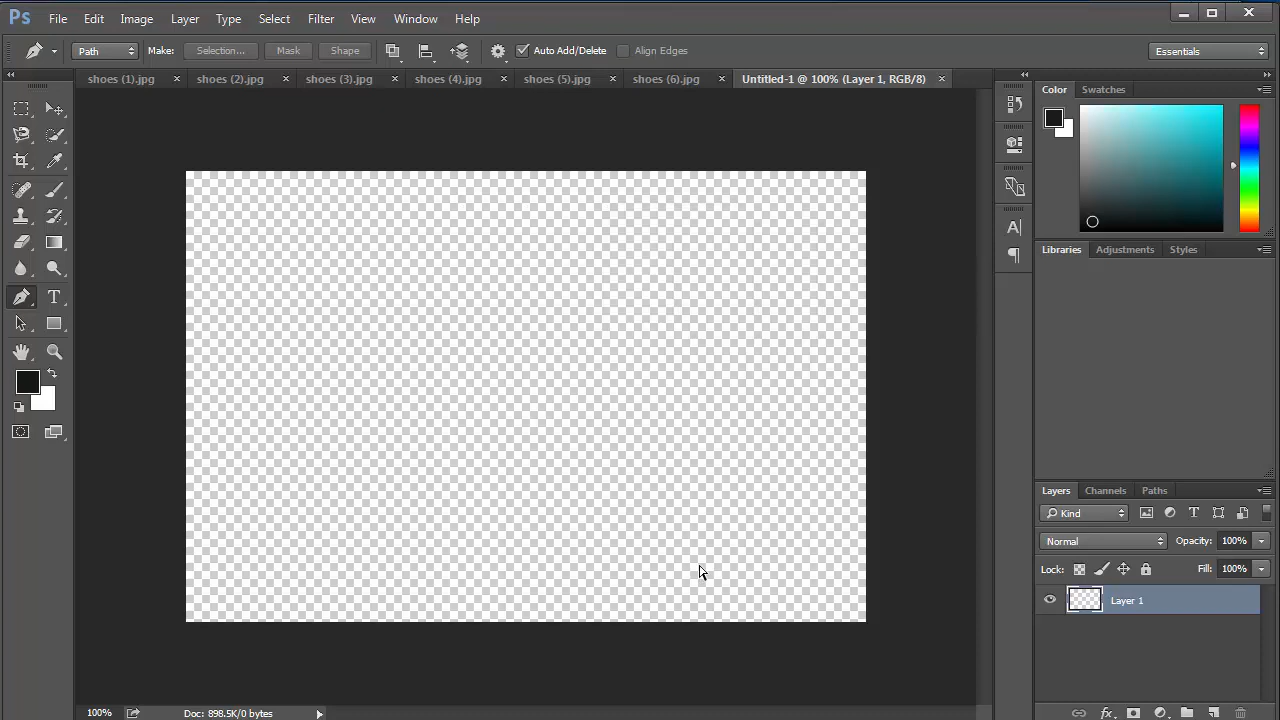 Ps File Edit Image Layer Type Select Filter View Window Help
Path Make: Selection... Mask Shape Auto Add/Delete Align Edges Essentials
shoes (1).jpg shoes (2).jpg shoes (3).jpg shoes (4).jpg shoes (5).jpg shoes (6).jpg Untitled-1 @ 100% (Layer 1, RGB/8)
Color Swatches
Libraries Adjustments Styles
Layers Channels Paths
Kind
Normal Opacity: 100%
Lock: Fill: 100%
Layer 1
100% Doc: 898.5K/0 bytes